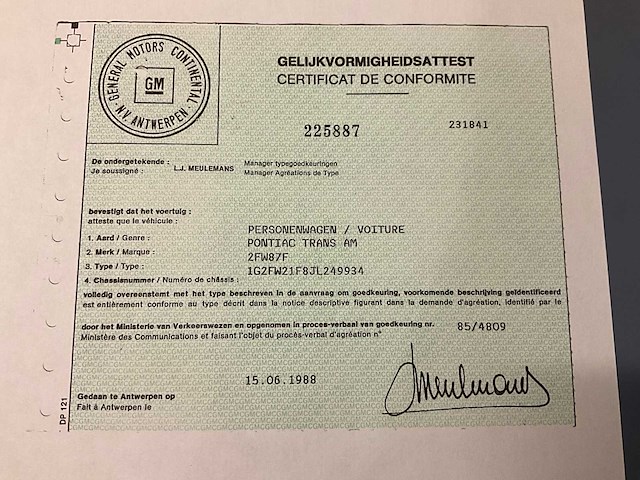 GENERAL MOTORS CONTINENTAL
N.V. ANTWERPEN
GM
GELIJKVORMIGHEIDSATTEST
CERTIFICAT DE CONFORMITE
225887
231841
De ondergetekende :
Je soussigné :
L.J. MEULEMANS
Manager typegoedkeuringen
Manager Agréations de Type
bevestigt dat het voertuig :
atteste que le véhicule :
1. Aard / Genre :
PERSONENWAGEN / VOITURE
2. Merk / Marque :
PONTIAC TRANS AM
3. Type / Type :
2FW87F
4. Chassisnummer / Numéro de châssis :
1G2FW21F8JL249934
volledig overeenstemt met het type beschreven in de aanvraag om goedkeuring, voorkomende beschrijving geïdentificeerd
est entièrement conforme au type décrit dans la notice descriptive figurant dans la demande d'agréation, identifié par le
door het Ministerie van Verkeerswezen en opgenomen in proces-verbaal van goedkeuring nr.
85/4809
Ministère des Communications et faisant l'objet du procès-verbal d'agréation n°
15.06.1988
Gedaan te Antwerpen op
Fait à Antwerpen le
Jmeulemans
DP 121